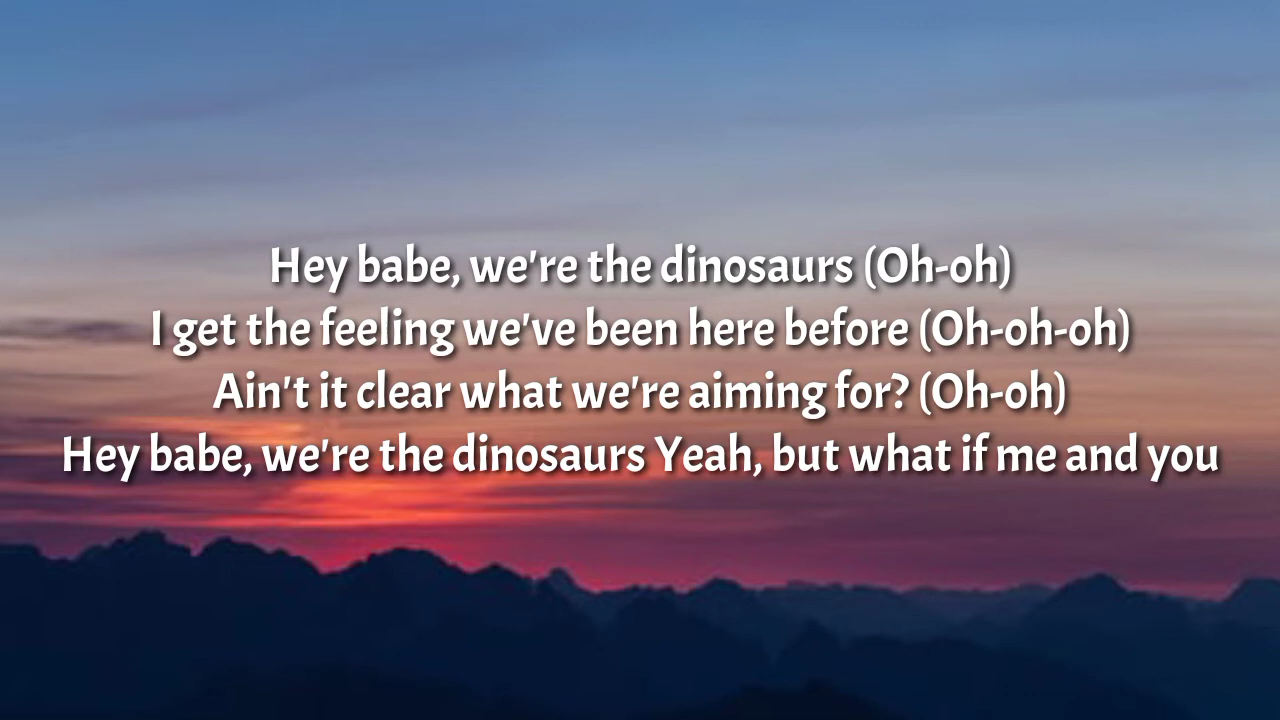 Hey babe, we're the dinosaurs (Oh-oh)
I get the feeling we've been here before (Oh-oh-oh)
Ain't it clear what we're aiming for? (Oh-oh)
Hey babe, we're the dinosaurs Yeah, but what if me and you